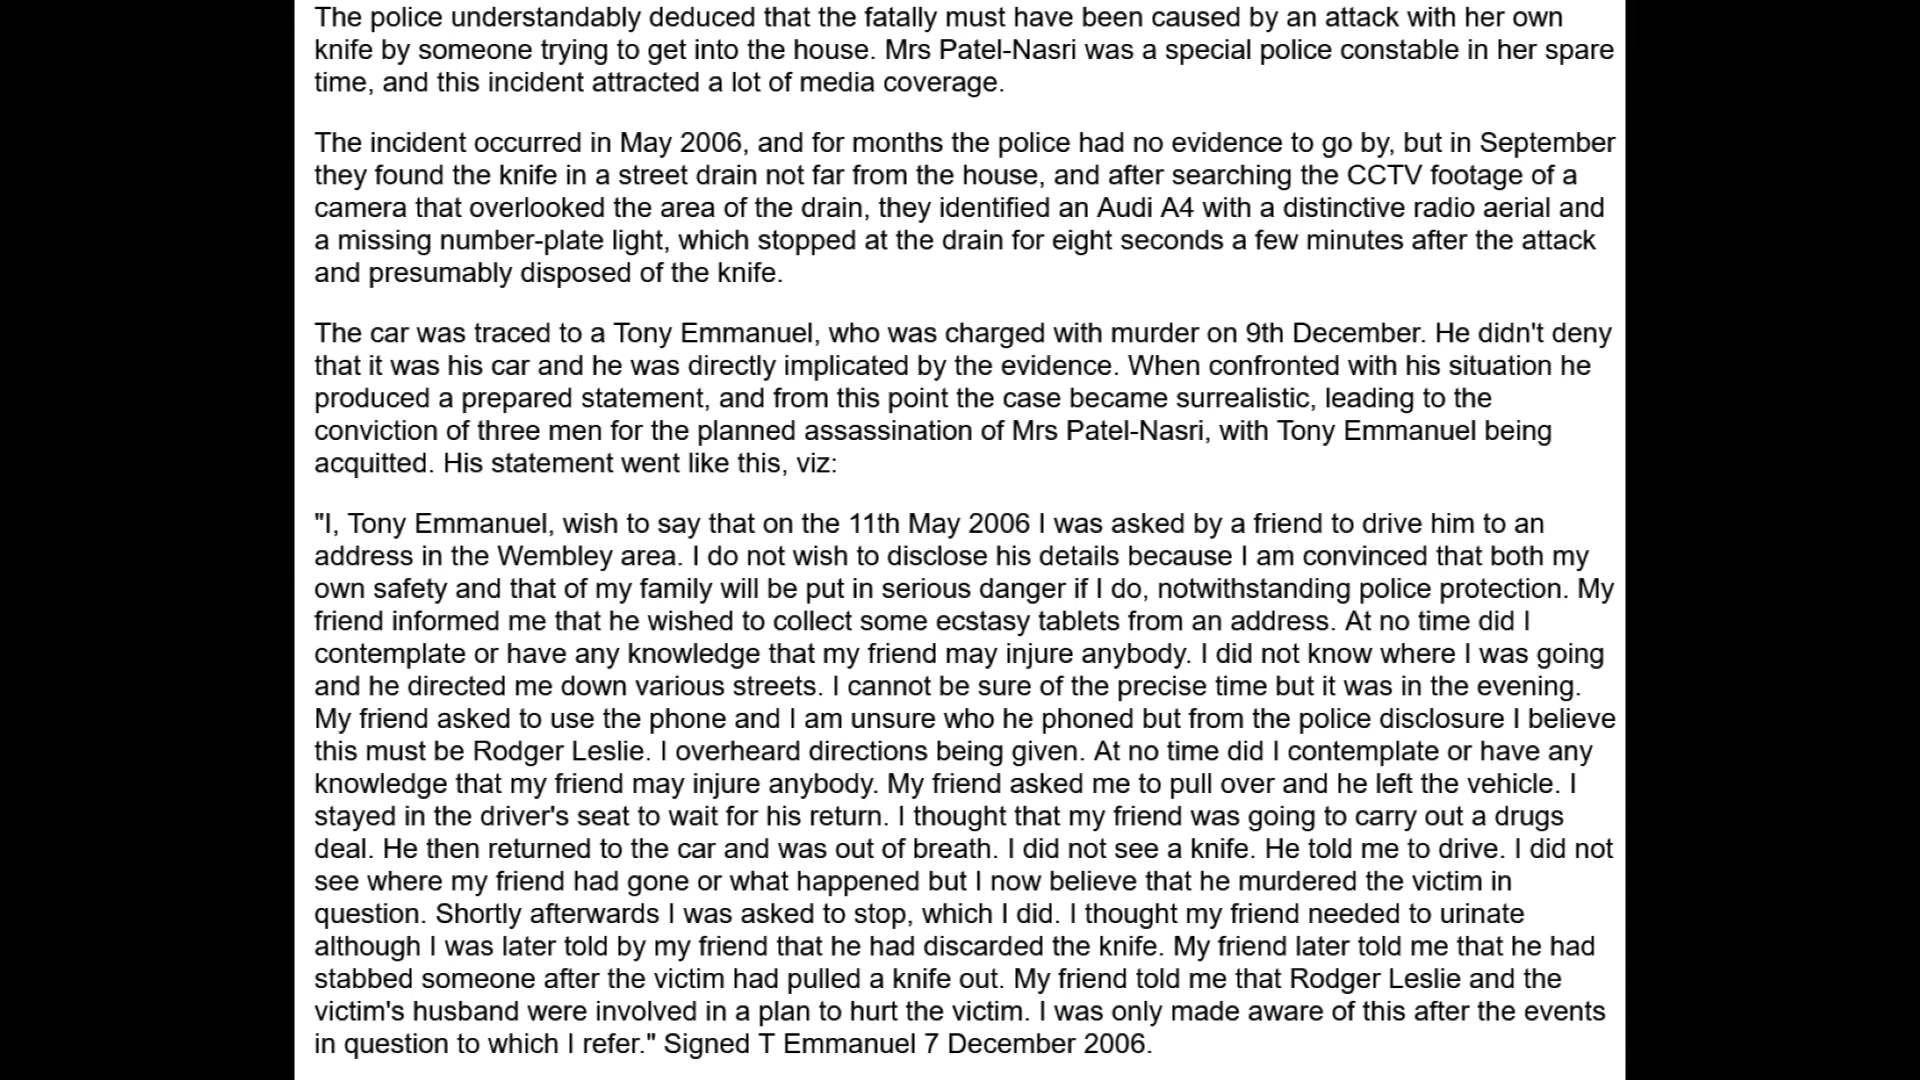 The police understandably deduced that the fatally must have been caused by an attack with her own
knife by someone trying to get into the house. Mrs Patel-Nasri was a special police constable in her spare
time, and this incident attracted a lot of media coverage.
The incident occurred in May 2006, and for months the police had no evidence to go by, but in September
they found the knife in a street drain not far from the house, and after searching the CCTV footage of a
camera that overlooked the area of the drain, they identified an Audi A4 with a distinctive radio aerial and
a missing number-plate light, which stopped at the drain for eight seconds a few minutes after the attack
and presumably disposed of the knife.
The car was traced to a Tony Emmanuel, who was charged with murder on 9th December. He didn't deny
that it was his car and he was directly implicated by the evidence. When confronted with his situation he
produced a prepared statement, and from this point the case became surrealistic, leading to the
conviction of three men for the planned assassination of Mrs Patel-Nasri, with Tony Emmanuel being
acquitted. His statement went like this, viz:
"I, Tony Emmanuel, wish to say that on the 11th May 2006 I was asked by a friend to drive him to an
address in the Wembley area. I do not wish to disclose his details because I am convinced that both my
own safety and that of my family will be put in serious danger if I do, notwithstanding police protection. My
friend informed me that he wished to collect some ecstasy tablets from an address. At no time did I
contemplate or have any knowledge that my friend may injure anybody. I did not know where I was going
and he directed me down various streets. I cannot be sure of the precise time but it was in the evening.
My friend asked to use the phone and I am unsure who he phoned but from the police disclosure I believe
this must be Rodger Leslie. I overheard directions being given. At no time did I contemplate or have any
knowledge that my friend may injure anybody. My friend asked me to pull over and he left the vehicle. I
stayed in the driver's seat to wait for his return. I thought that my friend was going to carry out a drugs
deal. He then returned to the car and was out of breath. I did not see a knife. He told me to drive. I did not
see where my friend had gone or what happened but I now believe that he murdered the victim in
question. Shortly afterwards I was asked to stop, which I did. I thought my friend needed to urinate
although I was later told by my friend that he had discarded the knife. My friend later told me that he had
stabbed someone after the victim had pulled a knife out. My friend told me that Rodger Leslie and the
victim's husband were involved in a plan to hurt the victim. I was only made aware of this after the events
in question to which I refer." Signed T Emmanuel 7 December 2006.